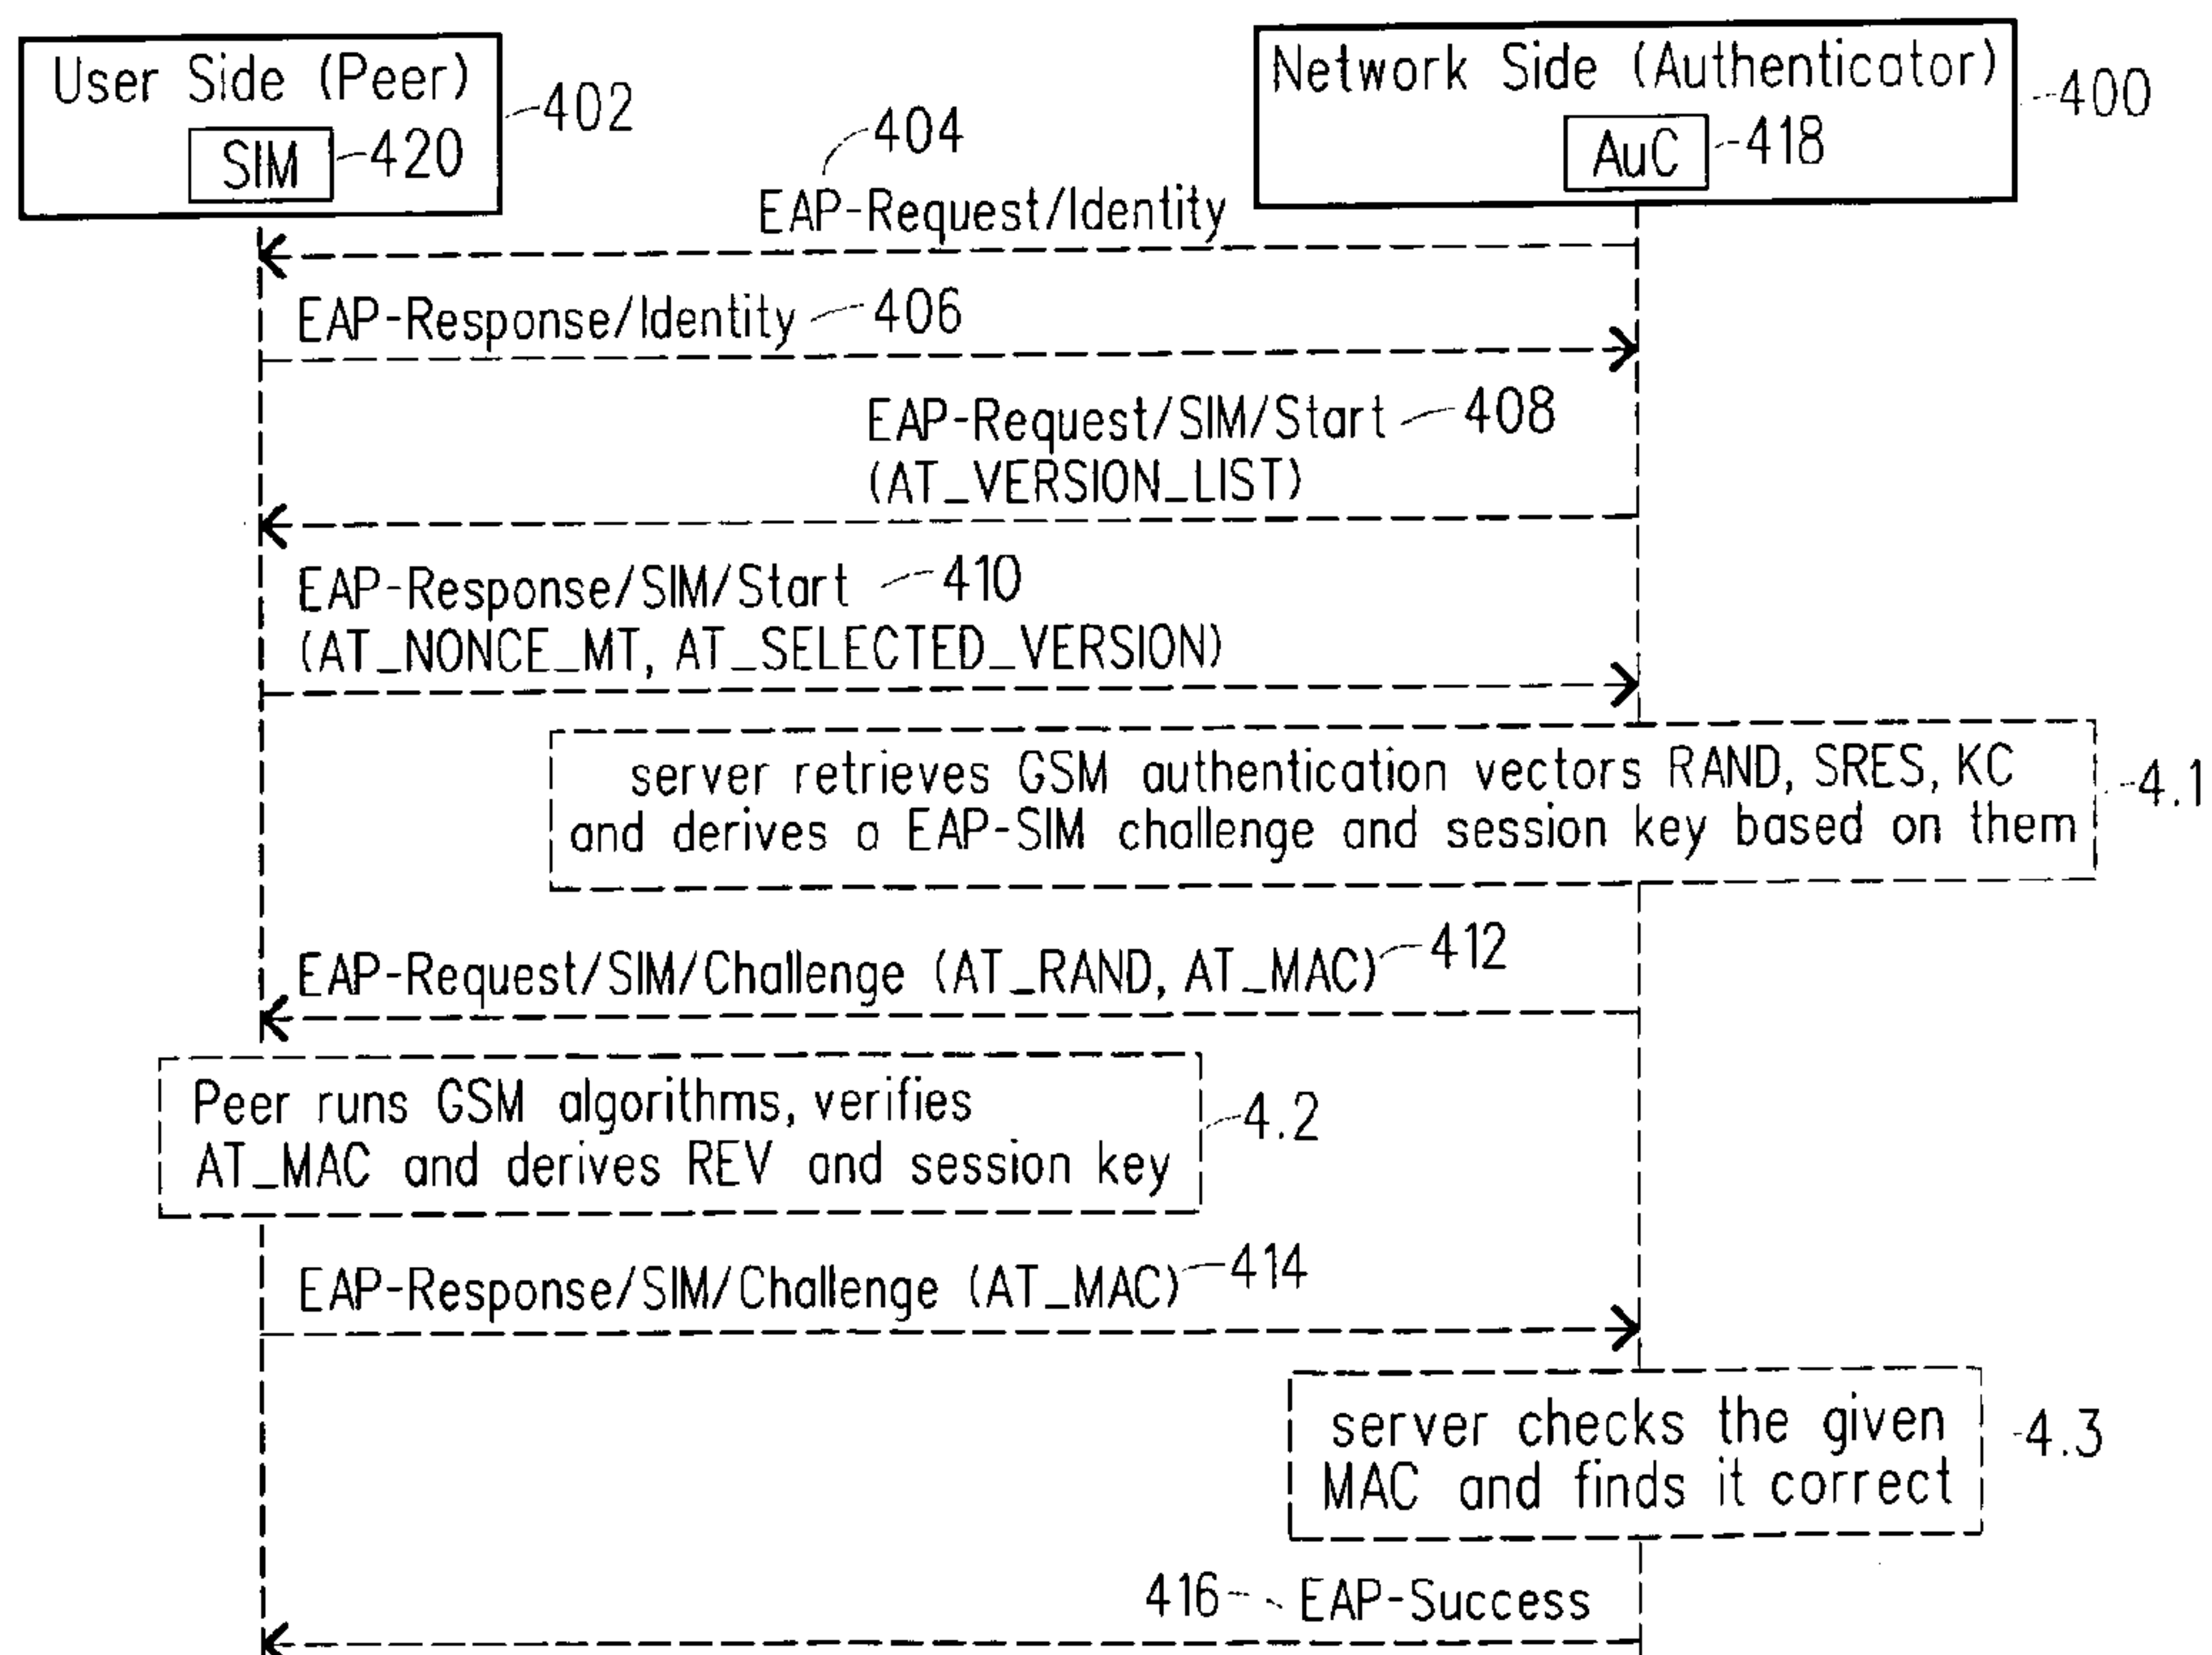 User Side (Peer)
SIM
420
402
Network Side (Authenticator)
AuC
418
400
404
EAP-Request/Identity
EAP-Response/Identity
406
EAP-Request/SIM/Start
408
(AT_VERSION_LIST)
EAP-Response/SIM/Start
410
(AT_NONCE_MT, AT_SELECTED_VERSION)
server retrieves GSM authentication vectors RAND, SRES, KC
and derives a EAP-SIM challenge and session key based on them
4.1
EAP-Request/SIM/Challenge (AT_RAND, AT_MAC)
412
Peer runs GSM algorithms, verifies
AT_MAC and derives REV and session key
4.2
EAP-Response/SIM/Challenge (AT_MAC)
414
server checks the given
MAC and finds it correct
4.3
416
EAP-Success